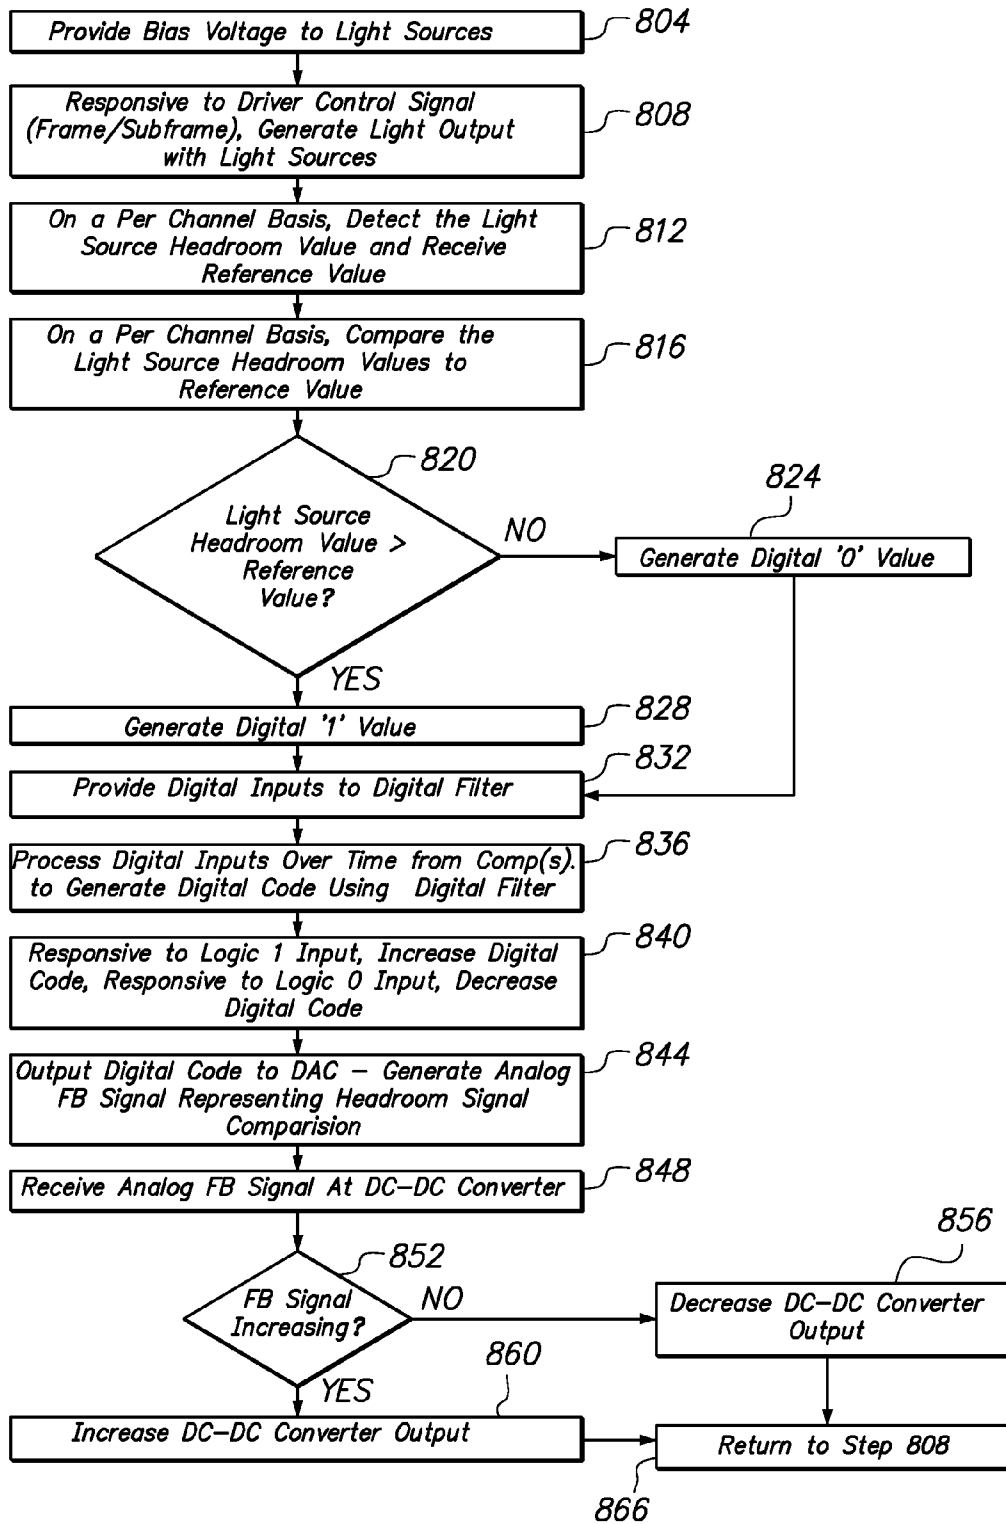 Provide Bias Voltage to Light Sources
804
Responsive to Driver Control Signal
(Frame/Subframe), Generate Light Output
with Light Sources
808
On a Per Channel Basis, Detect the Light
Source Headroom Value and Receive
Reference Value
812
On a Per Channel Basis, Compare the
Light Source Headroom Values to
Reference Value
816
820
Light Source
Headroom Value >
Reference
Value?
NO
824
Generate Digital '0' Value
YES
Generate Digital '1' Value
828
Provide Digital Inputs to Digital Filter
832
Process Digital Inputs Over Time from Comp(s).
to Generate Digital Code Using Digital Filter
836
Responsive to Logic 1 Input, Increase Digital
Code, Responsive to Logic 0 Input, Decrease
Digital Code
840
Output Digital Code to DAC – Generate Analog
FB Signal Representing Headroom Signal
Comparision
844
Receive Analog FB Signal At DC-DC Converter
848
852
FB Signal
Increasing?
NO
856
Decrease DC-DC Converter
Output
YES
860
Increase DC-DC Converter Output
Return to Step 808
866